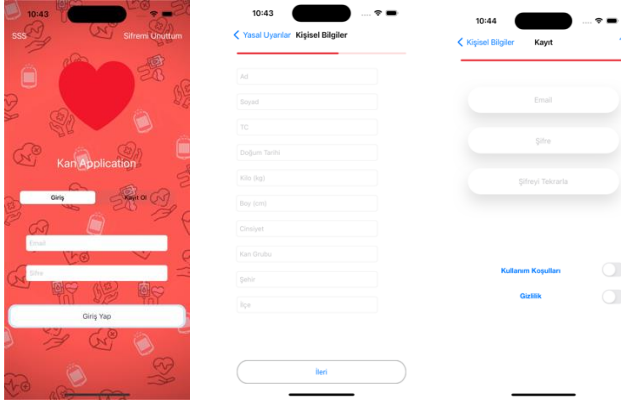 10:43
SSS
Sifremi Unuttum
Kan Application
Giriş
Kayıt Ol
Email
Sifre
Giriş Yap
10:43
Yasal Uyarılar
Kişisel Bilgiler
Ad
Soyad
TC
Doğum Tarihi
Kilo (kg)
Boy (cm)
Cinsiyet
Kan Grubu
Şehir
İlçe
İleri
10:44
Kişisel Bilgiler
Kayıt
Email
Şifre
Şifreyi Tekrarla
Kullanım Koşulları
Gizlilik